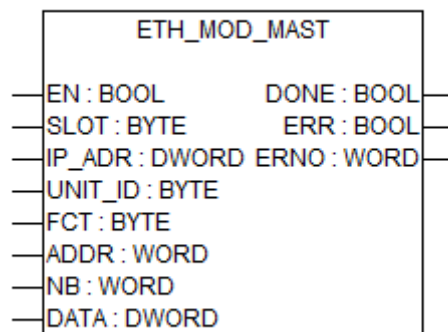 ETH_MOD_MAST
EN : BOOL DONE : BOOL
SLOT : BYTE ERR : BOOL
IP_ADR : DWORD ERNO : WORD
UNIT_ID : BYTE
FCT : BYTE
ADDR : WORD
NB : WORD
DATA : DWORD